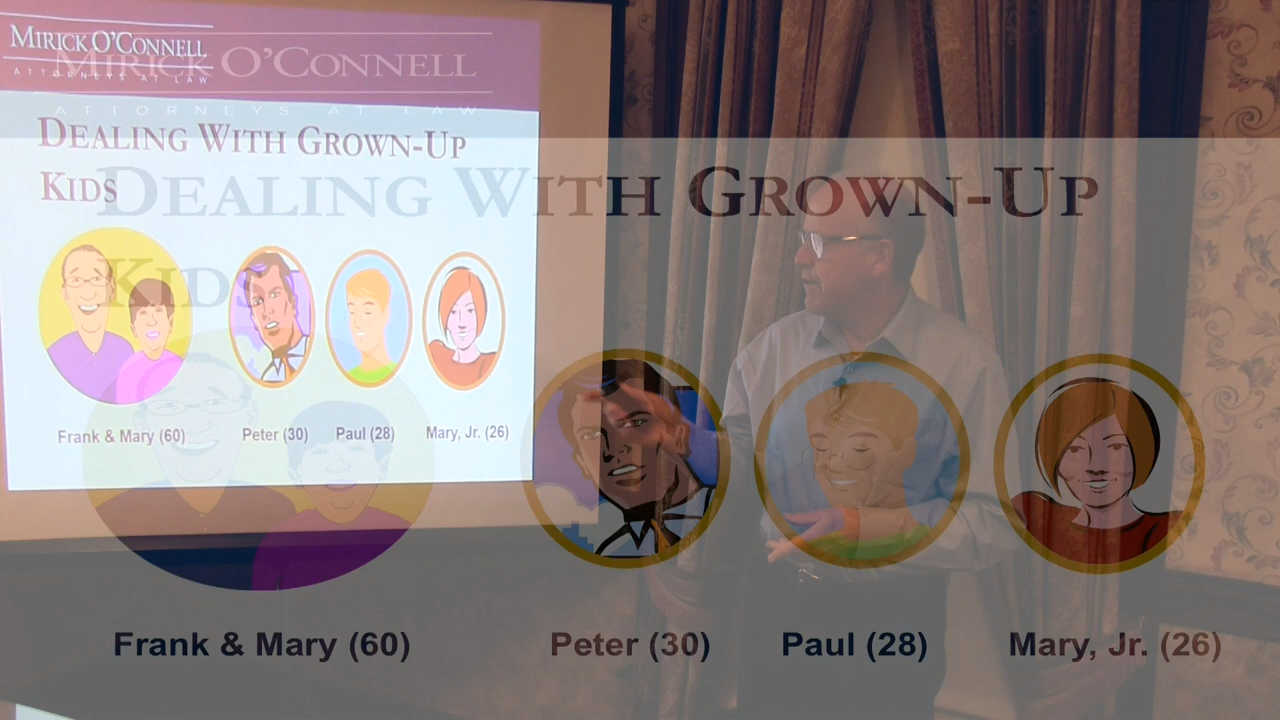 MIRICK O'CONNELL
ATTORNEYS AT LAW
DEALING WITH GROWN-UP
KIDS
Frank & Mary (60)
Peter (30)
Paul (28)
Mary, Jr. (26)
MIRICK O'CONNELL
ATTORNEYS AT LAW
DEALING WITH GROWN-UP
KIDS
Frank & Mary (60)
Peter (30)
Paul (28)
Mary, Jr. (26)